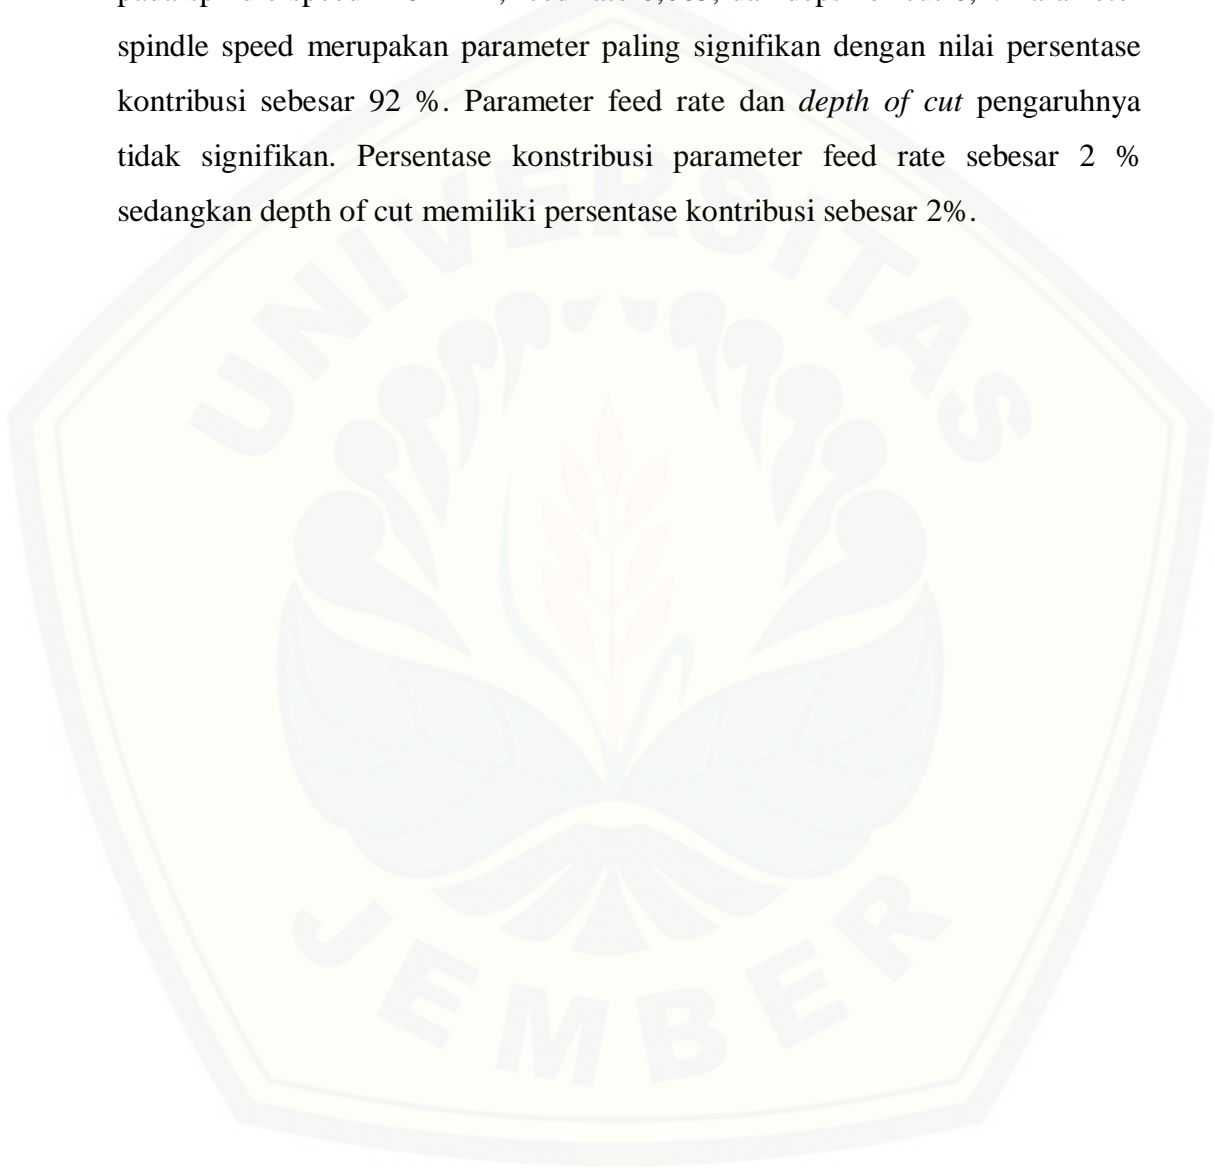 spindle speed merupakan parameter paling signifikan dengan nilai persentase
kontribusi sebesar 92 %. Parameter feed rate dan depth of cut pengaruhnya
tidak signifikan. Persentase konstribusi parameter feed rate sebesar 2 %
sedangkan depth of cut memiliki persentase kontribusi sebesar 2%.
UNIVERSITAS
JEMBER